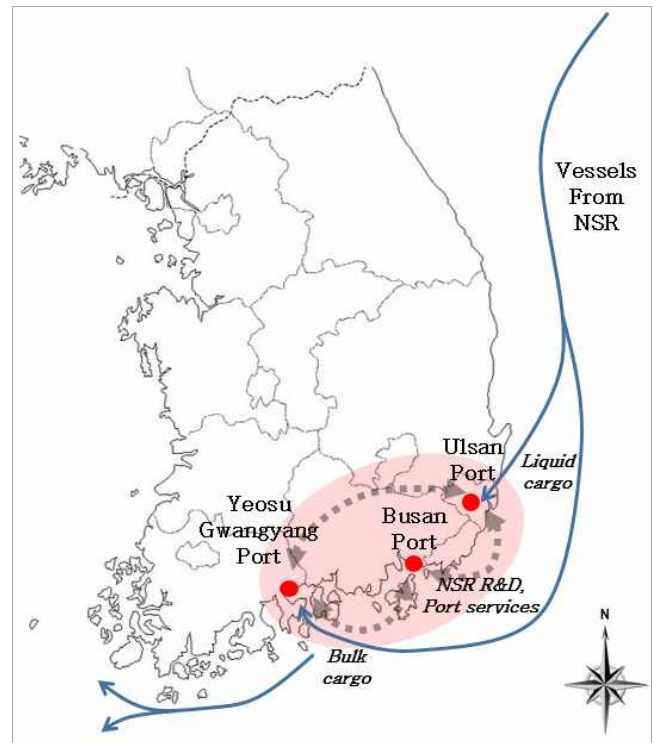 Vessels
From
NSR
Ulsan
Port
Liquid
cargo
Yeosu
Gwangyang
Port
Busan
Port
NSR R&D,
Port services
Bulk
cargo
N